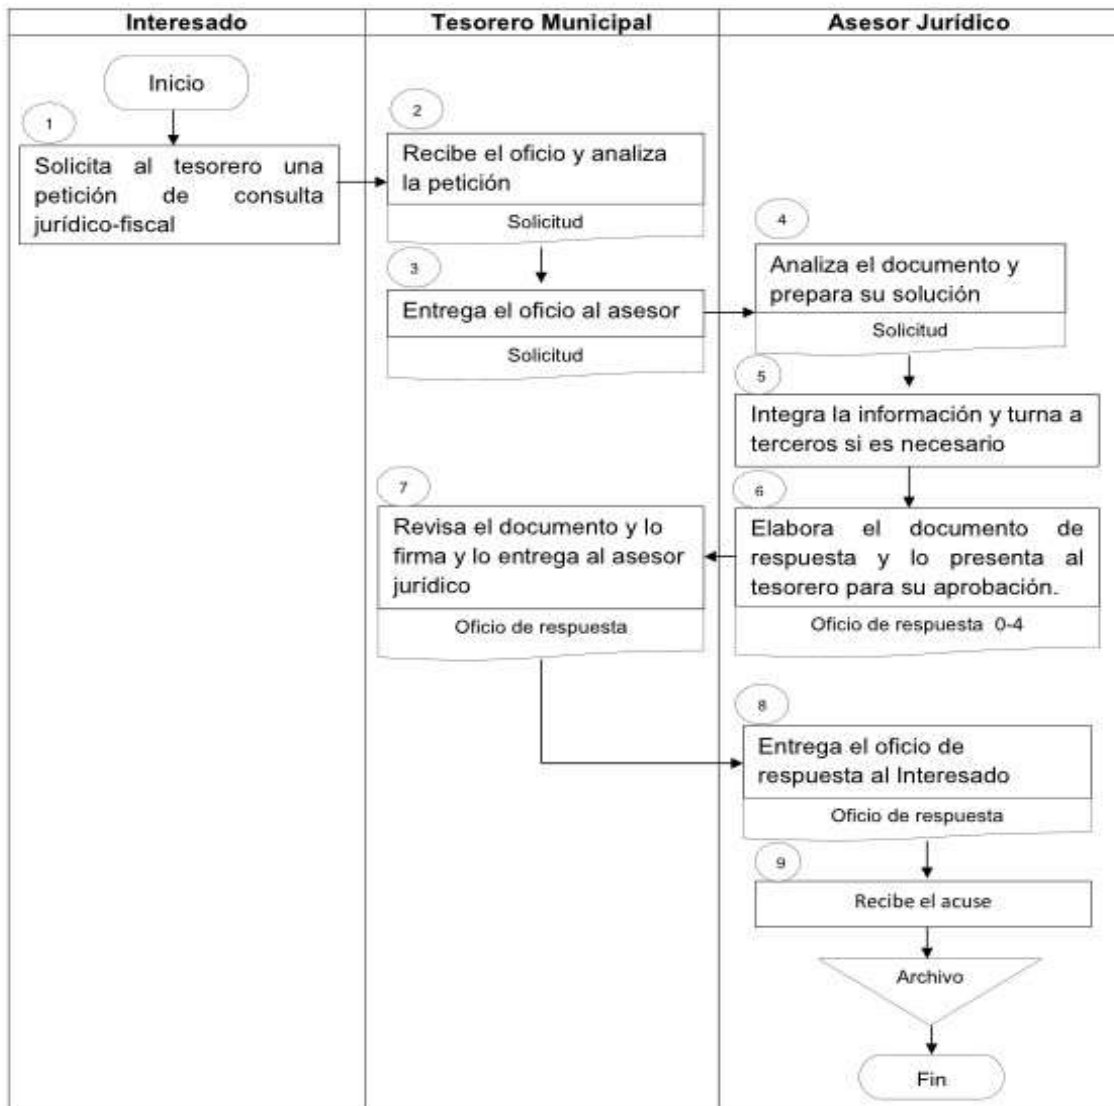 Interesado
Tesorero Municipal
Asesor Jurídico
Inicio
1
Solicita al tesorero una
petición de consulta
jurídico-fiscal
2
Recibe el oficio y analiza
la petición
Solicitud
3
Entrega el oficio al asesor
Solicitud
4
Analiza el documento y
prepara su solución
Solicitud
5
Integra la información y turna a
terceros si es necesario
6
Elabora el documento de
respuesta y lo presenta al
tesorero para su aprobación.
Oficio de respuesta 0-4
7
Revisa el documento y lo
firma y lo entrega al asesor
jurídico
Oficio de respuesta
8
Entrega el oficio de
respuesta al Interesado
Oficio de respuesta
9
Recibe el acuse
Archivo
Fin